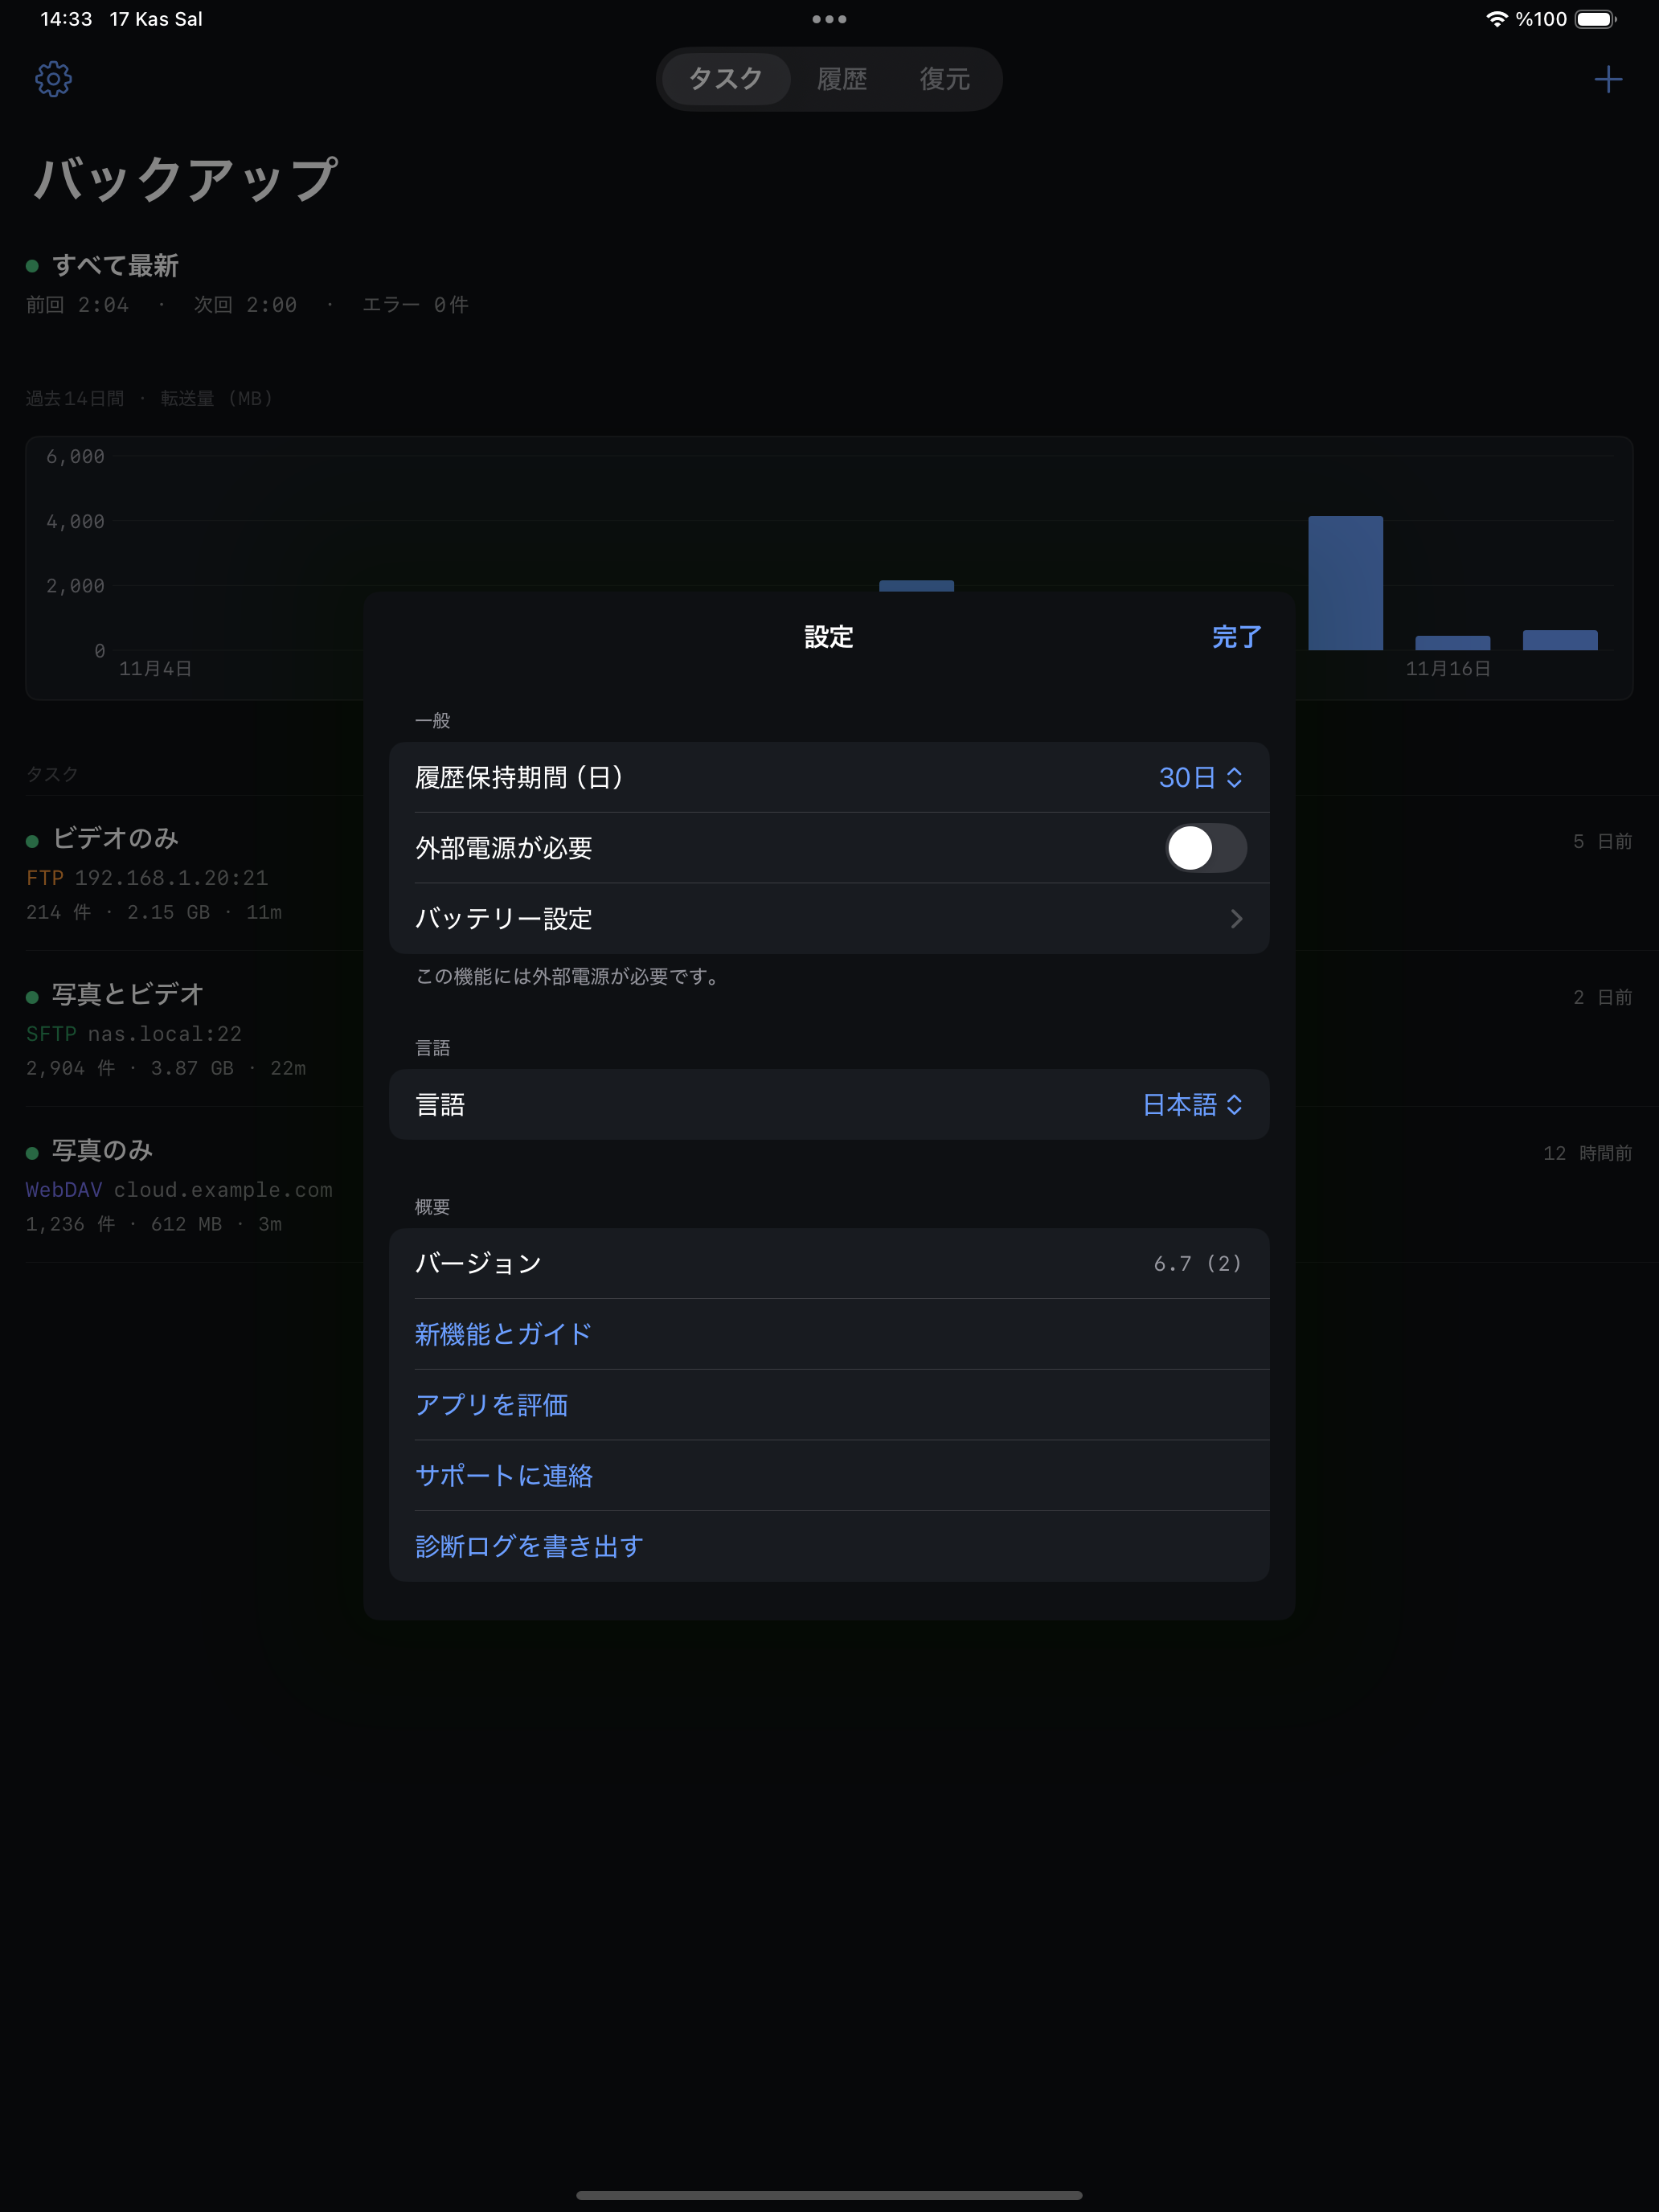 14:33 17 Kas Sal
%100
タスク 履歴 復元
バックアップ
すべて最新
前回 2:04 · 次回 2:00 · エラー 0件
過去14日間 · 転送量 (MB)
6,000
4,000
2,000
0
11月4日
11月16日
タスク
ビデオのみ
5 日前
FTP 192.168.1.20:21
214 件 · 2.15 GB · 11m
写真とビデオ
2 日前
SFTP nas.local:22
2,904 件 · 3.87 GB · 22m
写真のみ
12 時間前
WebDAV cloud.example.com
1,236 件 · 612 MB · 3m
設定
完了
一般
履歴保持期間（日）
30日
外部電源が必要
バッテリー設定
この機能には外部電源が必要です。
言語
言語
日本語
概要
バージョン
6.7 (2)
新機能とガイド
アプリを評価
サポートに連絡
診断ログを書き出す